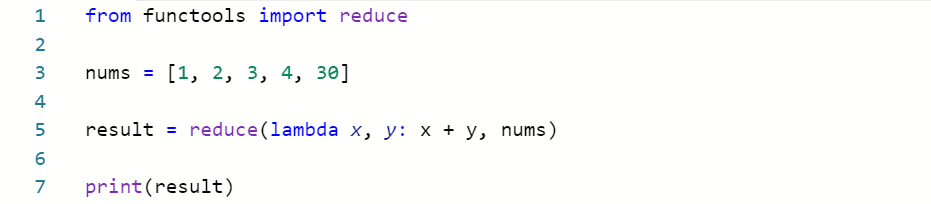 1 from functools import reduce
2
3 nums = [1, 2, 3, 4, 30]
4
5 result = reduce(lambda x, y: x + y, nums)
6
7 print(result)